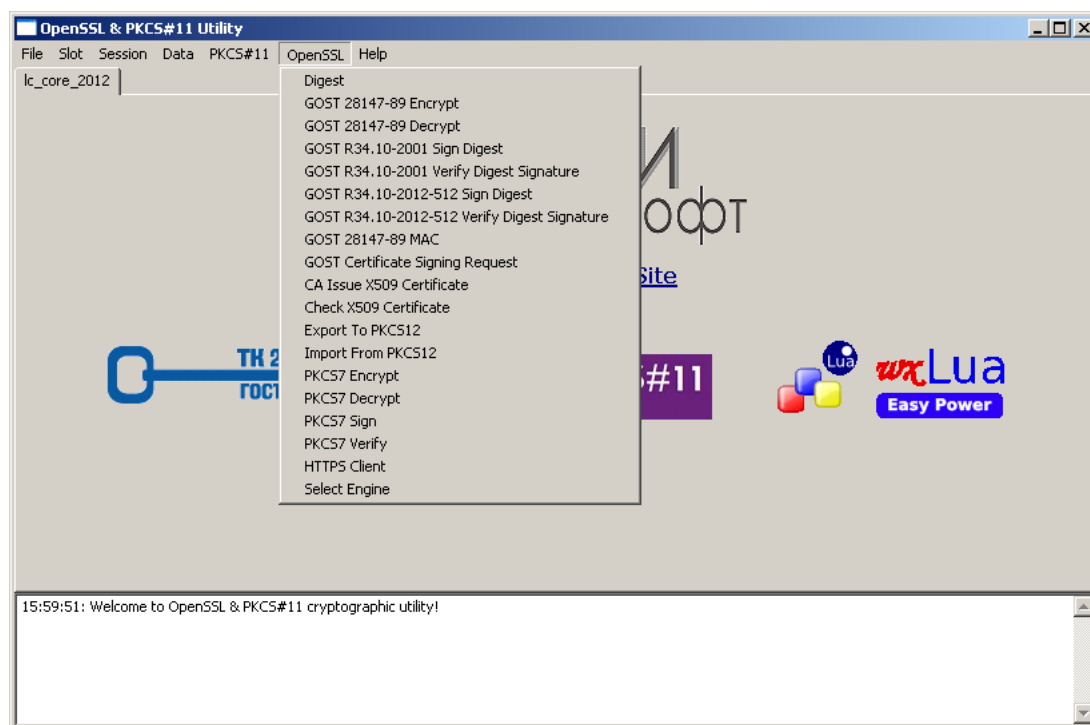 OpenSSL & PKCS#11 Utility
File Slot Session Data PKCS#11 OpenSSL Help
lc_core_2012
Digest
GOST 28147-89 Encrypt
GOST 28147-89 Decrypt
GOST R34.10-2001 Sign Digest
GOST R34.10-2001 Verify Digest Signature
GOST R34.10-2012-512 Sign Digest
GOST R34.10-2012-512 Verify Digest Signature
GOST 28147-89 MAC
GOST Certificate Signing Request
CA Issue X509 Certificate
Check X509 Certificate
Export To PKCS12
Import From PKCS12
PKCS7 Encrypt
PKCS7 Decrypt
PKCS7 Sign
PKCS7 Verify
HTTPS Client
Select Engine
Site
ТК 2
ГОСТ
#11
Lua
wxLua
Easy Power
15:59:51: Welcome to OpenSSL & PKCS#11 cryptographic utility!